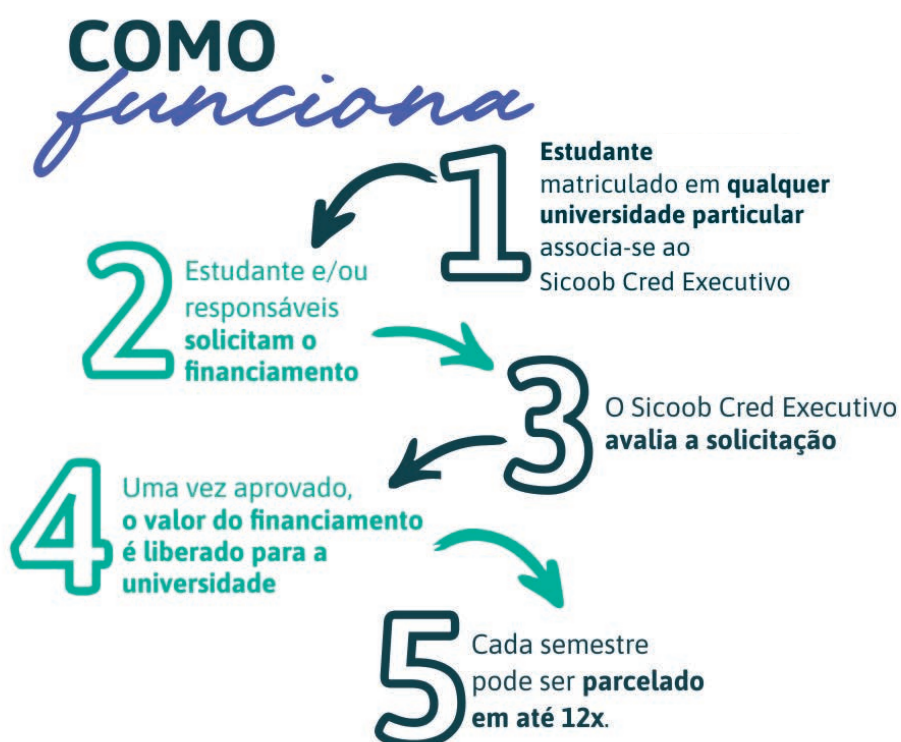 COMO
funciona
1
Estudante
matriculado em qualquer
universidade particular
associa-se ao
Sicoob Cred Executivo
2
Estudante e/ou
responsáveis
solicitam o
financiamento
3
O Sicoob Cred Executivo
avalia a solicitação
4
Uma vez aprovado,
o valor do financiamento
é liberado para a
universidade
5
Cada semestre
pode ser parcelado
em até 12x.